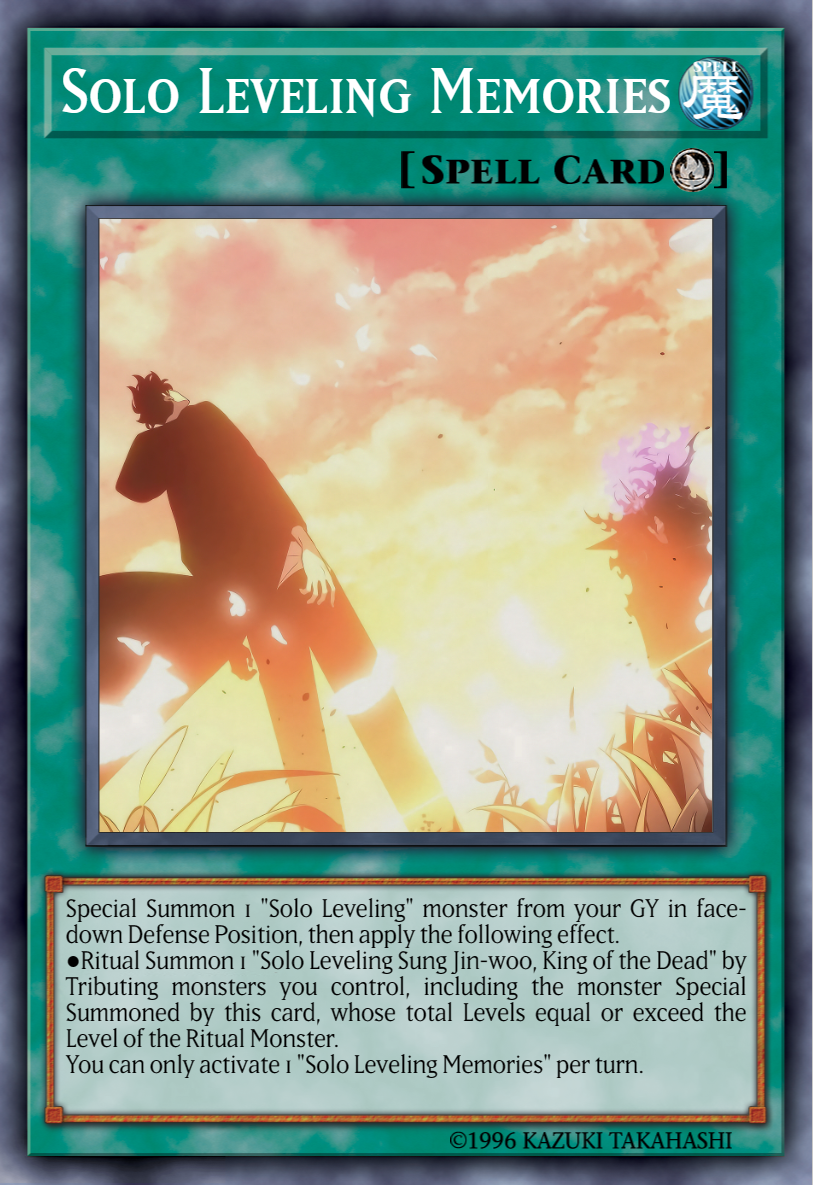 Solo Leveling Memories
SPELL
魔
[Spell Card]
Special Summon 1 "Solo Leveling" monster from your GY in face-
down Defense Position, then apply the following effect.
●Ritual Summon 1 "Solo Leveling Sung Jin-woo, King of the Dead" by
Tributing monsters you control, including the monster Special
Summoned by this card, whose total Levels equal or exceed the
Level of the Ritual Monster.
You can only activate 1 "Solo Leveling Memories" per turn.
©1996 KAZUKI TAKAHASHI